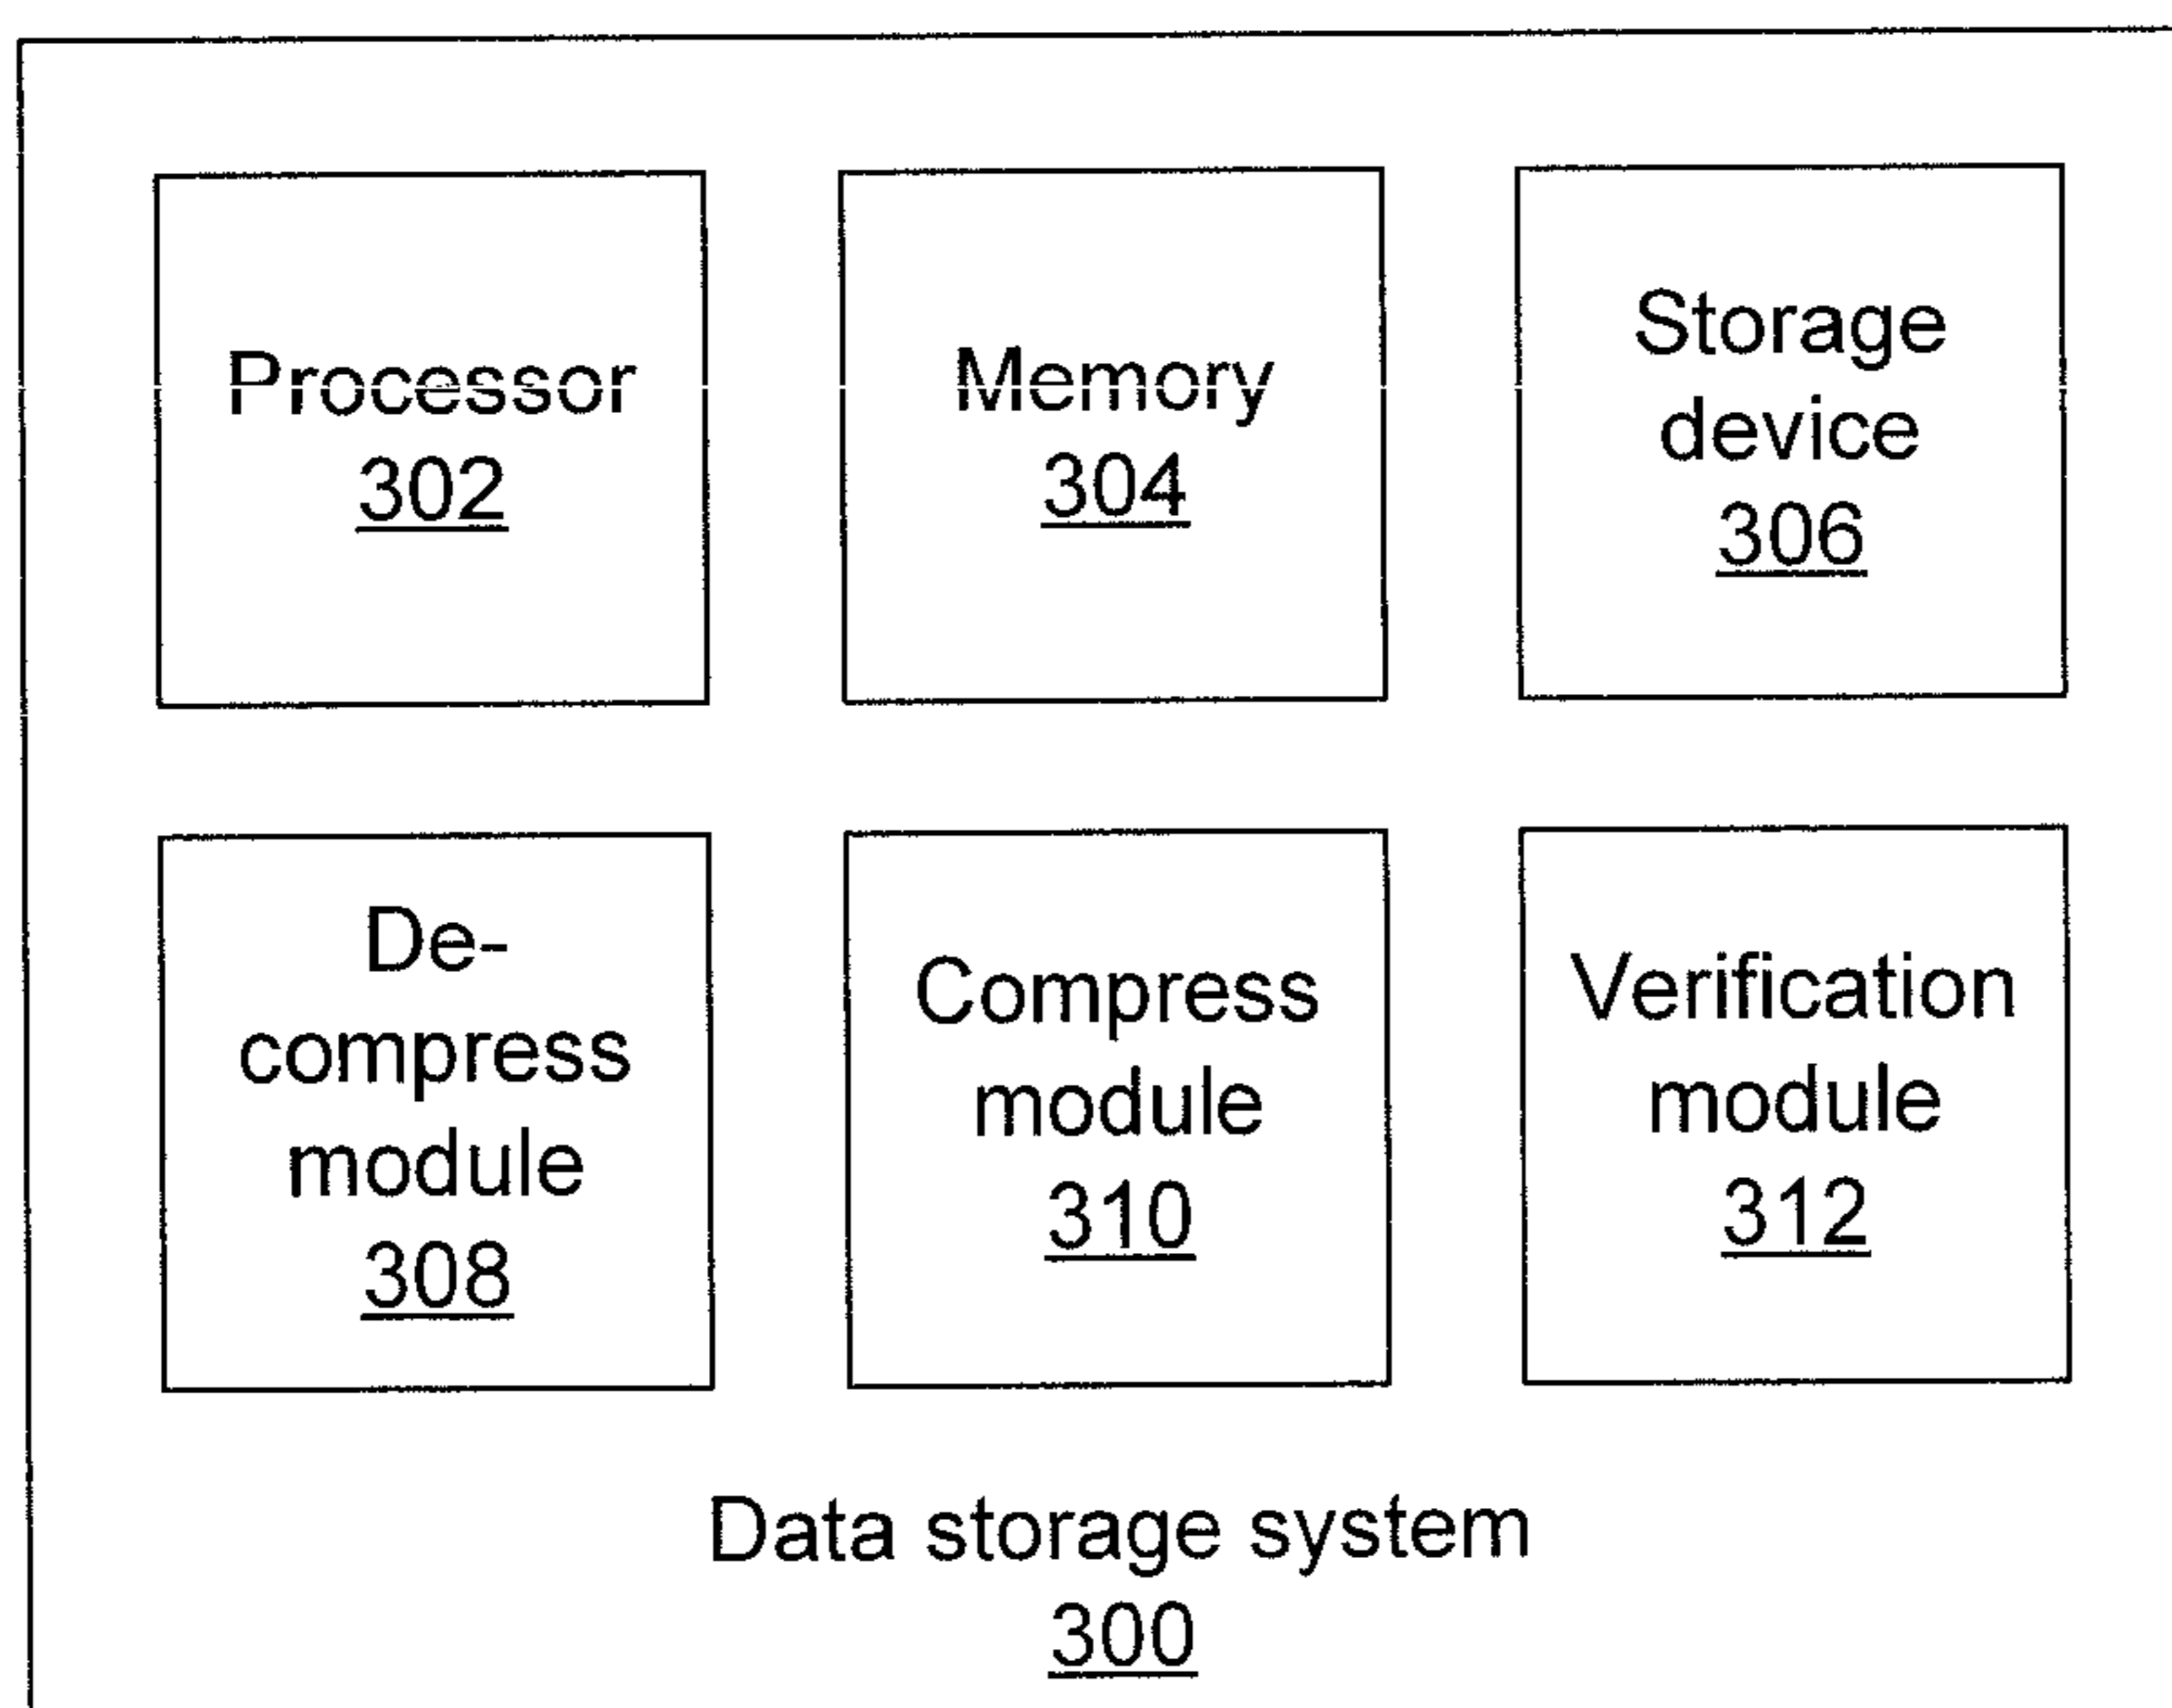 Processor
302
Memory
304
Storage
device
306
De-
compress
module
308
Compress
module
310
Verification
module
312
Data storage system
300